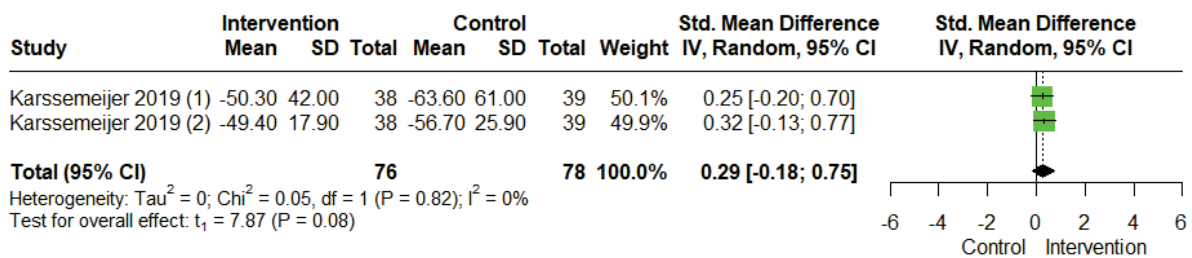 Intervention Control Std. Mean Difference Std. Mean Difference
Study Mean SD Total Mean SD Total Weight IV, Random, 95% CI IV, Random, 95% CI
Karssemeijer 2019 (1) -50.30 42.00 38 -63.60 61.00 39 50.1% 0.25 [-0.20; 0.70]
Karssemeijer 2019 (2) -49.40 17.90 38 -56.70 25.90 39 49.9% 0.32 [-0.13; 0.77]
Total (95% CI) 76 78 100.0% 0.29 [-0.18; 0.75]
Heterogeneity: Tau² = 0; Chi² = 0.05, df = 1 (P = 0.82); I² = 0%
Test for overall effect: t₁ = 7.87 (P = 0.08)
-6 -4 -2 0 2 4 6
Control Intervention